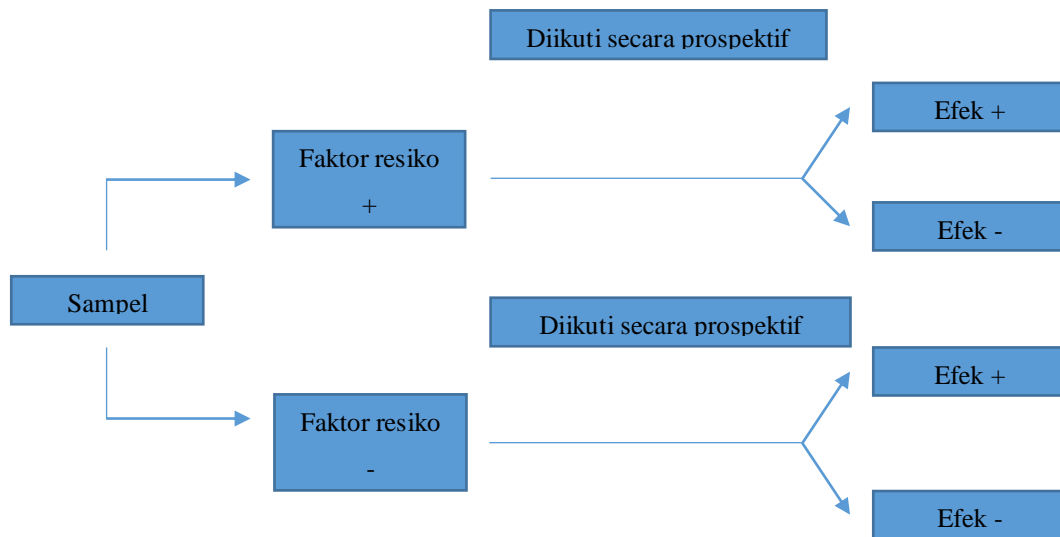 Diikuti secara prospektif
Efek +
Faktor resiko
+
Efek -
Sampel
Diikuti secara prospektif
Efek +
Faktor resiko
-
Efek -